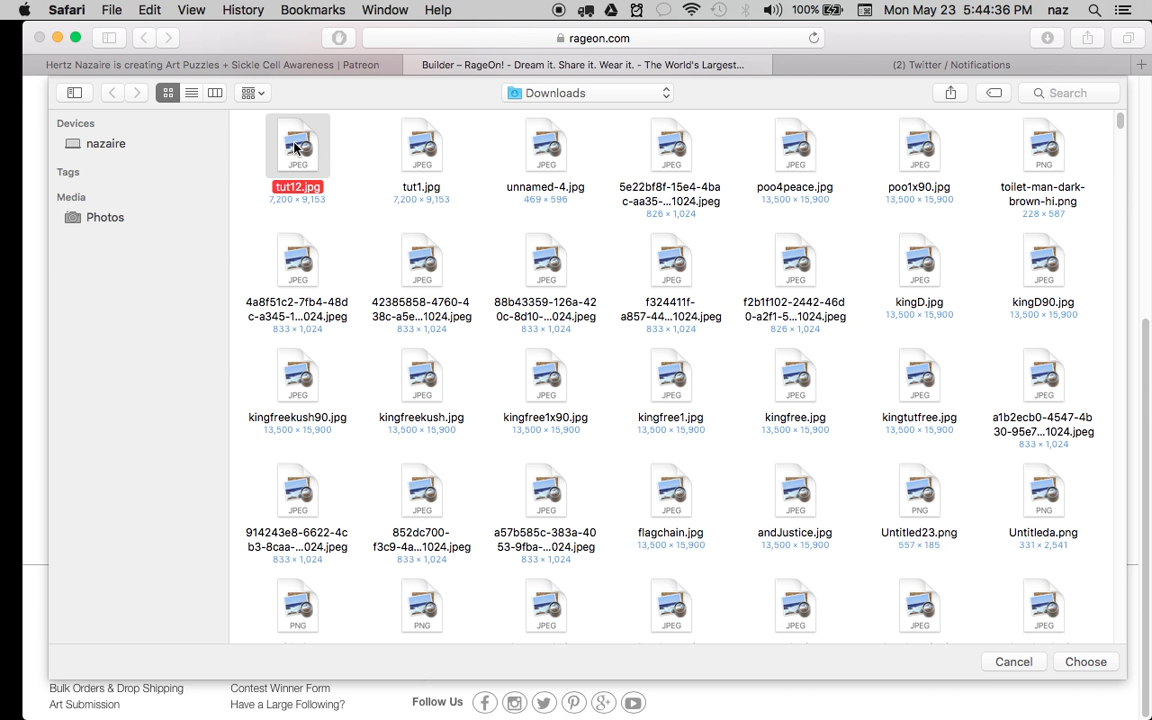 Safari File Edit View History Bookmarks Window Help 100% Mon May 23 5:44:36 PM naz
rageon.com
Hertz Nazaire is creating Art Puzzles + Sickle Cell Awareness | Patreon
Builder – RageOn! - Dream it. Share it. Wear it. - The World's Largest...
(2) Twitter / Notifications
Downloads
Search
Devices
nazaire
Tags
Media
Photos
JPEG JPEG JPEG JPEG JPEG JPEG PNG
tut12.jpg tut1.jpg unnamed-4.jpg 5e22bf8f-15e4-4ba poo4peace.jpg poo1x90.jpg toilet-man-dark-
7,200 × 9,153 7,200 × 9,153 469 × 596 c-aa35-...1024.jpeg 13,500 × 15,900 13,500 × 15,900 brown-hi.png
826 × 1,024 228 × 587
JPEG JPEG JPEG JPEG JPEG JPEG JPEG
4a8f51c2-7fb4-48d 42385858-4760-4 88b43359-126a-42 f324411f- f2b1f102-2442-46d kingD.jpg kingD90.jpg
c-a345-1...024.jpeg 38c-a5e...1024.jpeg 0c-8d10-...024.jpeg a857-44...1024.jpeg 0-a2f1-5...1024.jpeg 13,500 × 15,900 13,500 × 15,900
833 × 1,024 833 × 1,024 833 × 1,024 833 × 1,024 826 × 1,024
JPEG JPEG JPEG JPEG JPEG JPEG JPEG
kingfreekush90.jpg kingfreekush.jpg kingfree1x90.jpg kingfree1.jpg kingfree.jpg kingtutfree.jpg a1b2ecb0-4547-4b
13,500 × 15,900 13,500 × 15,900 13,500 × 15,900 13,500 × 15,900 13,500 × 15,900 13,500 × 15,900 30-95e7...1024.jpeg
833 × 1,024
JPEG JPEG JPEG JPEG JPEG PNG PNG
914243e8-6622-4c 852dc700- a57b585c-383a-40 flagchain.jpg andJustice.jpg Untitled23.png Untitleda.png
b3-8caa-...024.jpeg f3c9-4a...1024.jpeg 53-9fba-...024.jpeg 13,500 × 15,900 13,500 × 15,900 557 × 185 331 × 2,541
833 × 1,024 833 × 1,024 833 × 1,024
PNG PNG JPEG JPEG JPEG JPEG JPEG
Cancel Choose
Bulk Orders & Drop Shipping Contest Winner Form
Art Submission Have a Large Following? Follow Us